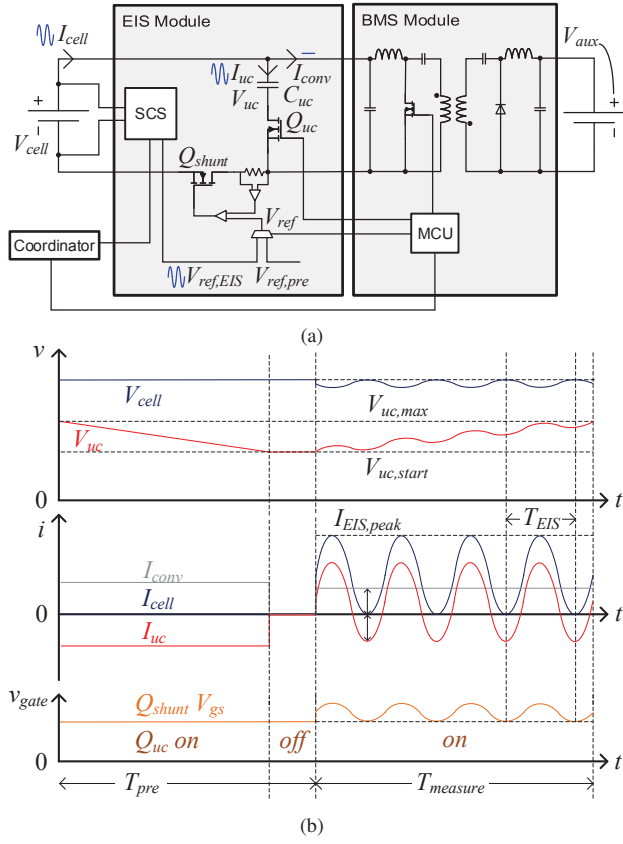 EIS Module
BMS Module
I_cell
V_aux
I_uc
I_conv
V_uc
C_uc
SCS
Q_uc
V_cell
Q_shunt
V_ref
MCU
Coordinator
V_ref,EIS
V_ref,pre
(a)
v
V_cell
V_uc,max
V_uc
V_uc,start
0
t
i
I_EIS,peak
T_EIS
I_conv
I_cell
0
t
I_uc
v_gate
Q_shunt V_gs
Q_uc on
off
on
0
t
T_pre
T_measure
(b)